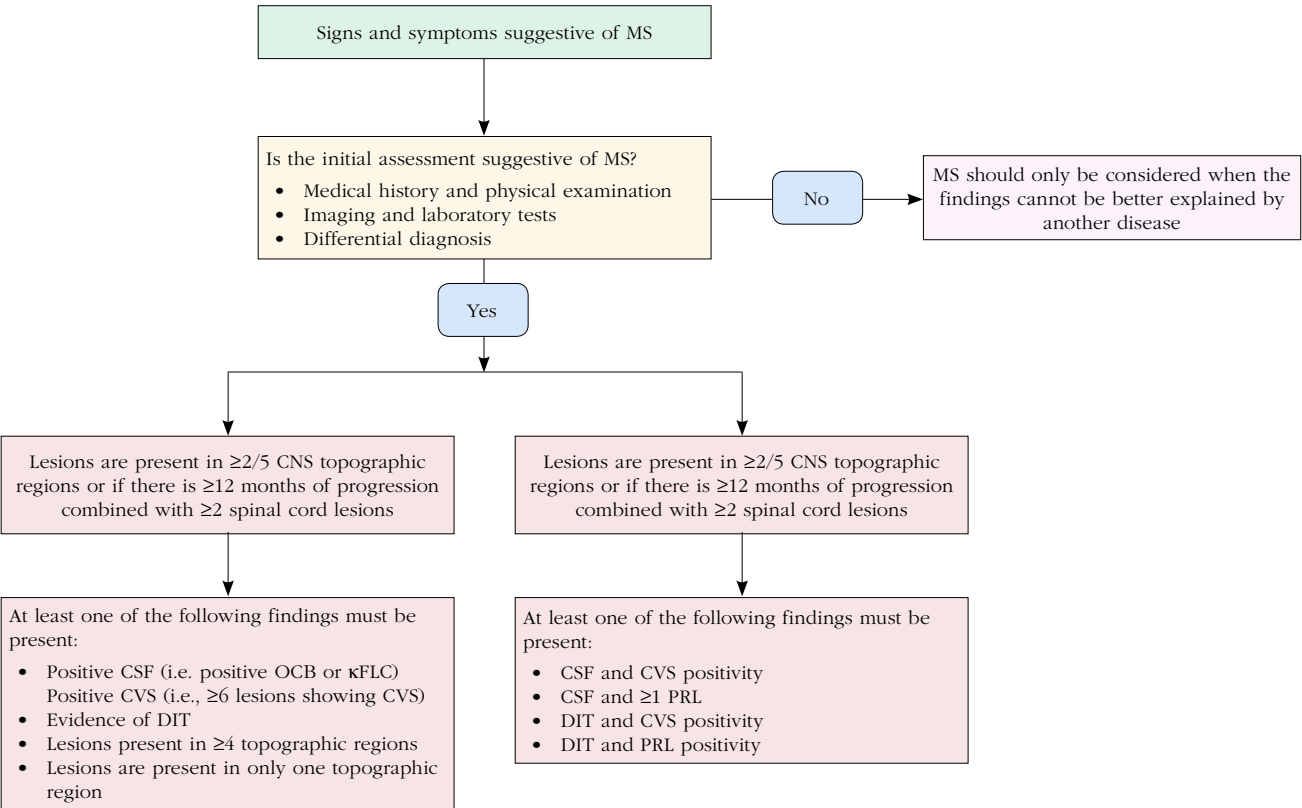 Signs and symptoms suggestive of MS
Is the initial assessment suggestive of MS?
• Medical history and physical examination
• Imaging and laboratory tests
• Differential diagnosis
No
MS should only be considered when the
findings cannot be better explained by
another disease
Yes
Lesions are present in ≥2/5 CNS topographic
regions or if there is ≥12 months of progression
combined with ≥2 spinal cord lesions
Lesions are present in ≥2/5 CNS topographic
regions or if there is ≥12 months of progression
combined with ≥2 spinal cord lesions
At least one of the following findings must be
present:
• Positive CSF (i.e. positive OCB or κFLC)
Positive CVS (i.e., ≥6 lesions showing CVS)
• Evidence of DIT
• Lesions present in ≥4 topographic regions
• Lesions are present in only one topographic
region
At least one of the following findings must be
present:
• CSF and CVS positivity
• CSF and ≥1 PRL
• DIT and CVS positivity
• DIT and PRL positivity